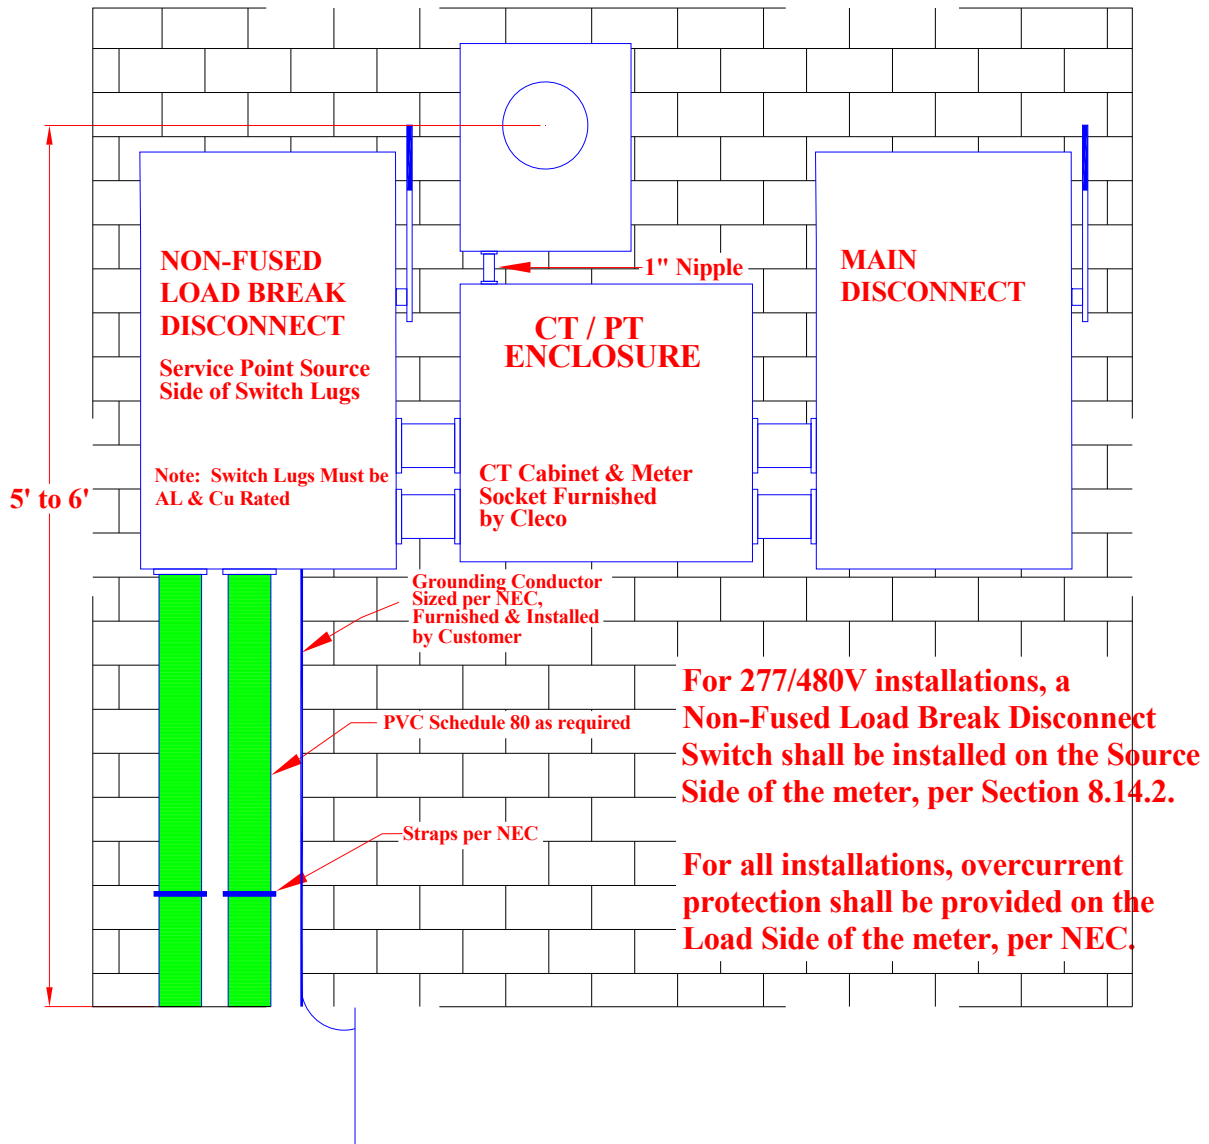 NON-FUSED
LOAD BREAK
DISCONNECT
Service Point Source
Side of Switch Lugs
Note: Switch Lugs Must be
AL & Cu Rated
1" Nipple
CT / PT
ENCLOSURE
CT Cabinet & Meter
Socket Furnished
by Cleco
MAIN
DISCONNECT
5' to 6'
Grounding Conductor
Sized per NEC,
Furnished & Installed
by Customer
PVC Schedule 80 as required
Straps per NEC
For 277/480V installations, a
Non-Fused Load Break Disconnect
Switch shall be installed on the Source
Side of the meter, per Section 8.14.2.
For all installations, overcurrent
protection shall be provided on the
Load Side of the meter, per NEC.